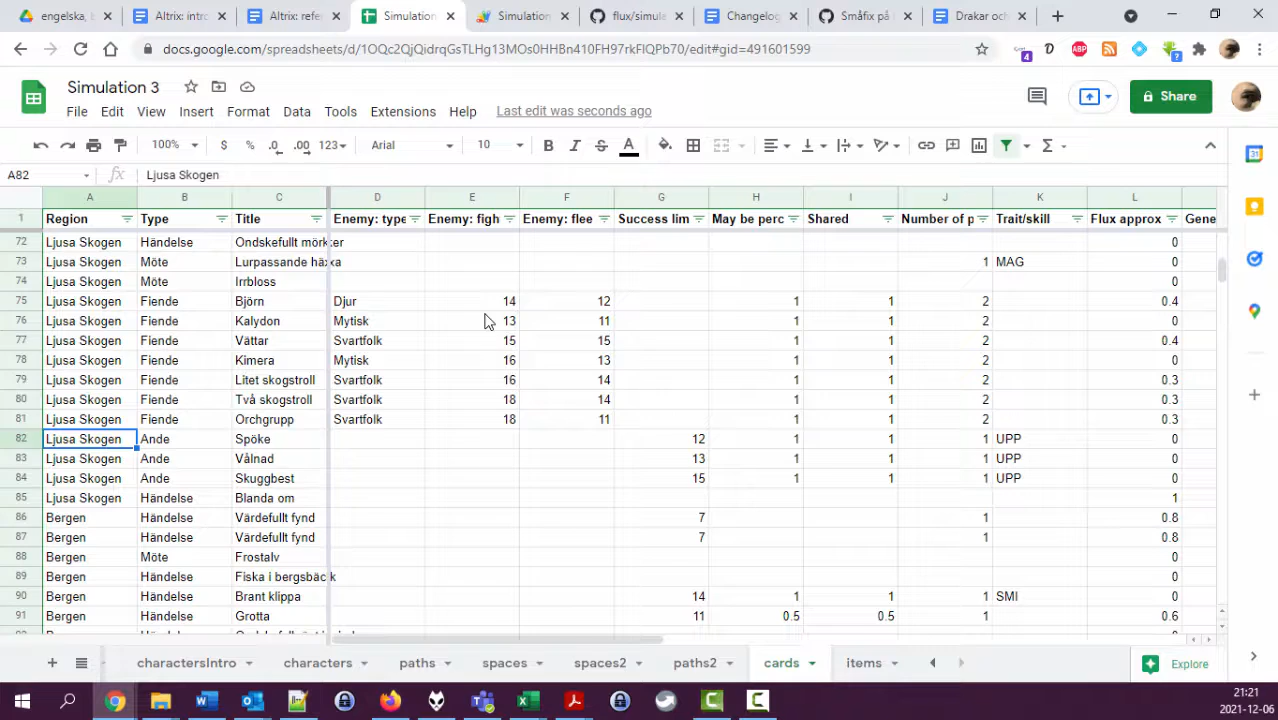 engelska,
Altrix: intro
Altrix: refer
Simulation
Simulation
flux/simula
Changelog
Småfix på
Drakar och
docs.google.com/spreadsheets/d/1OQc2QjQidrqGsTLHg13MOs0HHBn410FH97rkFlQPb70/edit#gid=491601599
Simulation 3
File Edit View Insert Format Data Tools Extensions Help Last edit was seconds ago
Share
100% $ % .0 .00 123 Arial 10
A82 fx Ljusa Skogen
A B C D E F G H I J K L
1 Region Type Title Enemy: type Enemy: figh Enemy: flee Success lim May be perc Shared Number of p Trait/skill Flux approx Gene
72 Ljusa Skogen Händelse Ondskefullt mörker 0
73 Ljusa Skogen Möte Lurpassande häxa 1 MAG 0
74 Ljusa Skogen Möte Irrbloss 0
75 Ljusa Skogen Fiende Björn Djur 14 12 1 1 2 0.4
76 Ljusa Skogen Fiende Kalydon Mytisk 13 11 1 1 2 0
77 Ljusa Skogen Fiende Vättar Svartfolk 15 15 1 1 2 0.4
78 Ljusa Skogen Fiende Kimera Mytisk 16 13 1 1 2 0
79 Ljusa Skogen Fiende Litet skogstroll Svartfolk 16 14 1 1 2 0.3
80 Ljusa Skogen Fiende Två skogstroll Svartfolk 18 14 1 1 2 0.3
81 Ljusa Skogen Fiende Orchgrupp Svartfolk 18 11 1 1 2 0.3
82 Ljusa Skogen Ande Spöke 12 1 1 1 UPP 0
83 Ljusa Skogen Ande Vålnad 13 1 1 1 UPP 0
84 Ljusa Skogen Ande Skuggbest 15 1 1 1 UPP 0
85 Ljusa Skogen Händelse Blanda om 1
86 Bergen Händelse Värdefullt fynd 7 1 0.8
87 Bergen Händelse Värdefullt fynd 7 1 0.8
88 Bergen Möte Frostalv 0
89 Bergen Händelse Fiska i bergsbäck 0
90 Bergen Händelse Brant klippa 14 1 1 1 SMI 0
91 Bergen Händelse Grotta 11 0.5 0.5 1 0.6
charactersIntro characters paths spaces spaces2 paths2 cards items Explore
21:21
2021-12-06